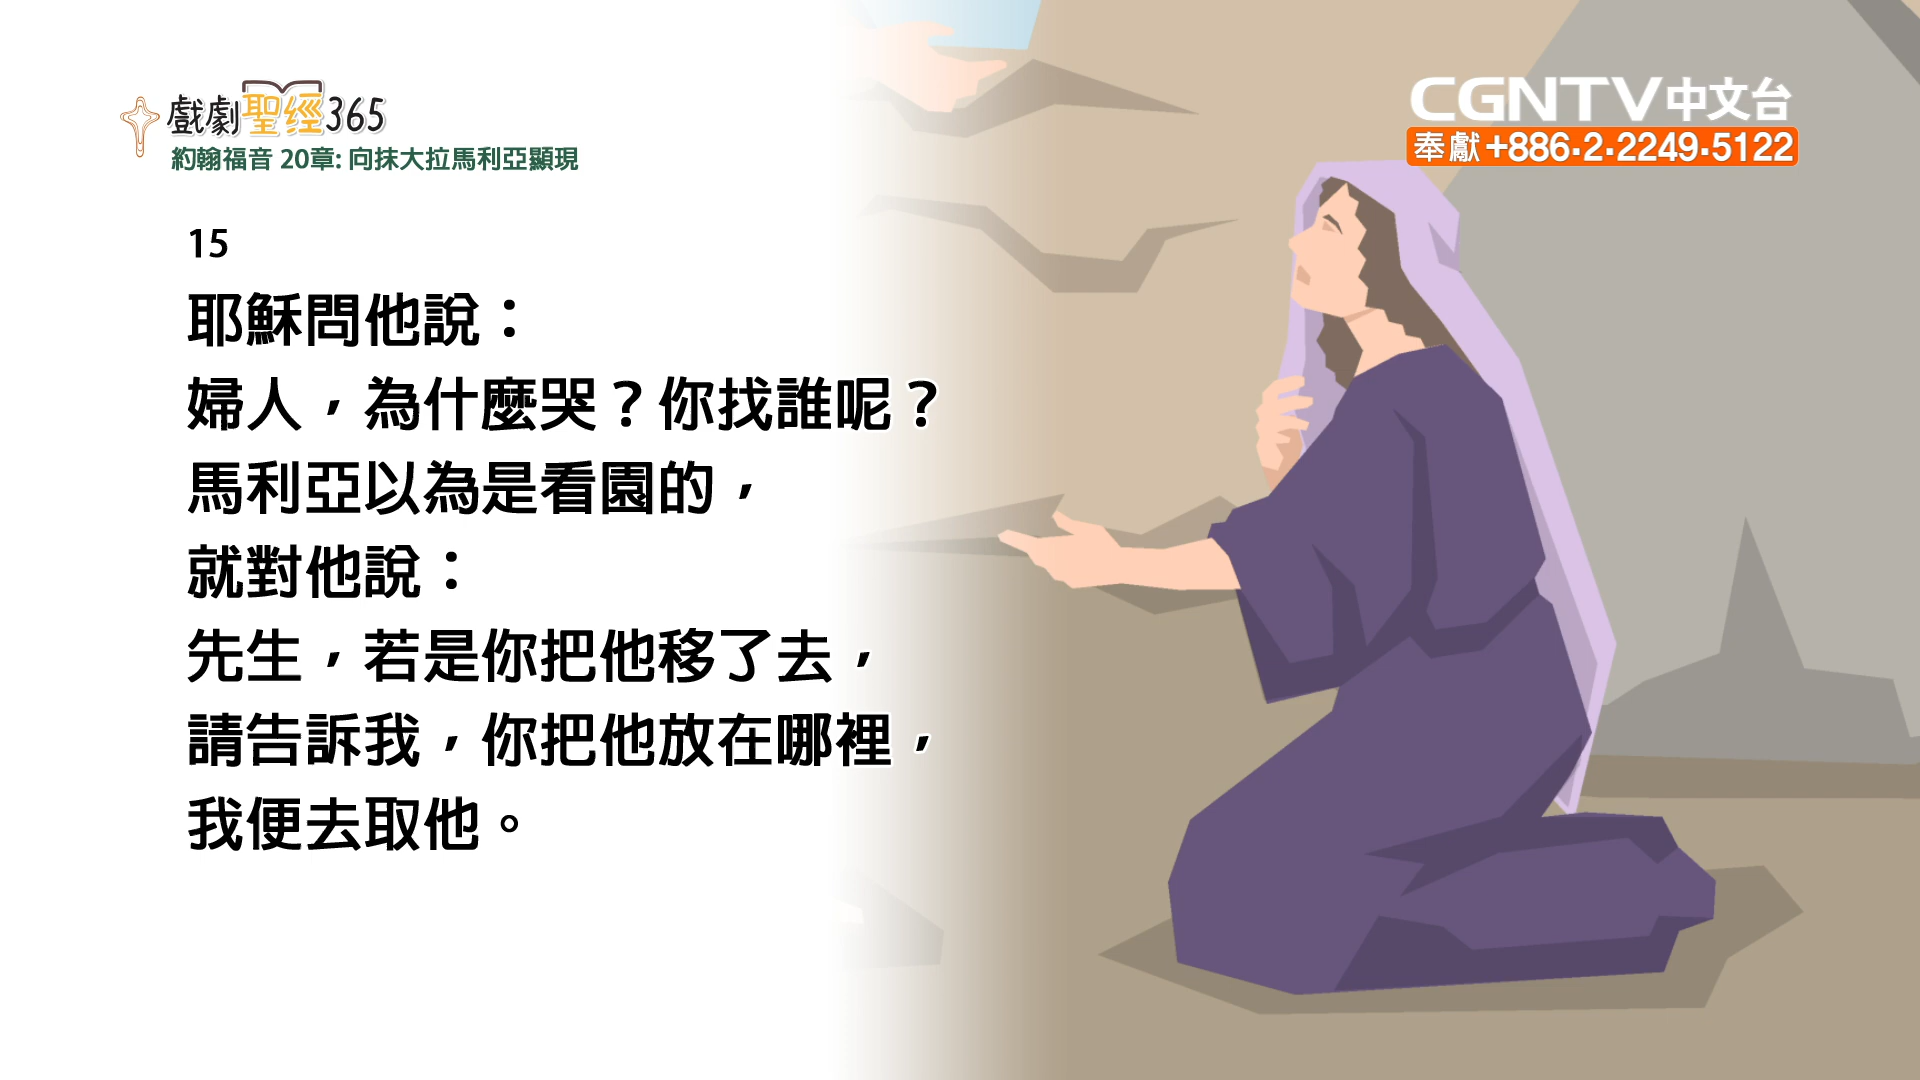 戲劇聖經365
約翰福音 20章: 向抹大拉馬利亞顯現
CGNTV中文台
奉獻 +886·2·2249·5122
15
耶穌問他說：
婦人，為什麼哭？你找誰呢？
馬利亞以為是看園的，
就對他說：
先生，若是你把他移了去，
請告訴我，你把他放在哪裡，
我便去取他。